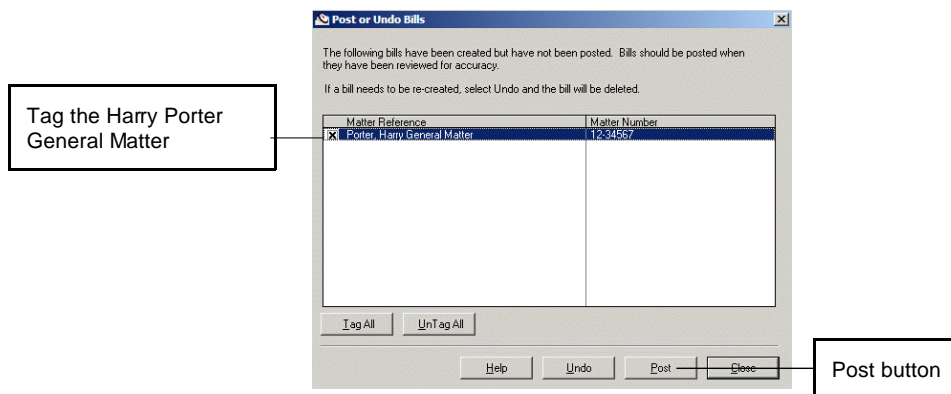 Post or Undo Bills
The following bills have been created but have not been posted. Bills should be posted when
they have been reviewed for accuracy.
If a bill needs to be re-created, select Undo and the bill will be deleted.
Tag the Harry Porter
General Matter
Matter Reference Matter Number
Porter, Harry General Matter 12-34567
Tag All UnTag All
Help Undo Post Close
Post button